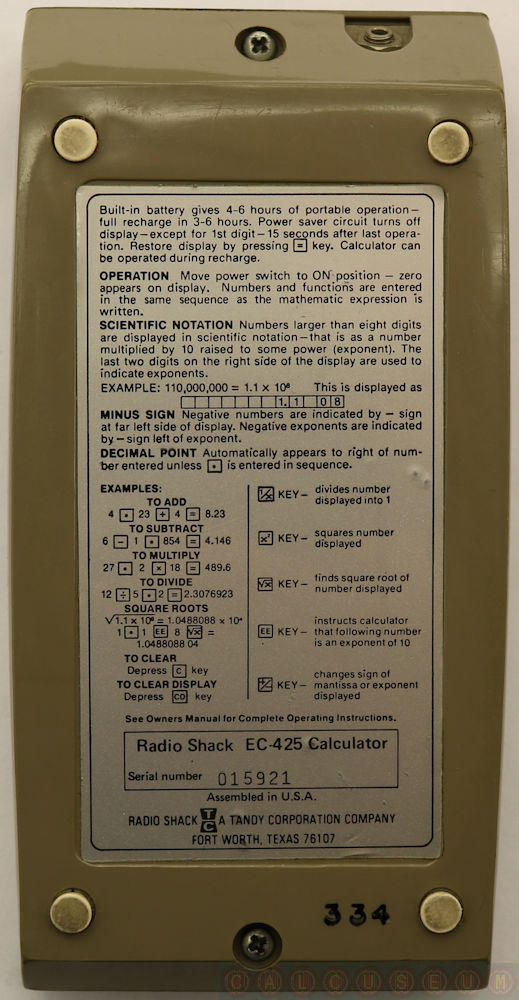 Built-in battery gives 4-6 hours of portable operation—
full recharge in 3-6 hours. Power saver circuit turns off
display—except for 1st digit—15 seconds after last opera-
tion. Restore display by pressing = key. Calculator can
be operated during recharge.
OPERATION Move power switch to ON position — zero
appears on display. Numbers and functions are entered
in the same sequence as the mathematic expression is
written.
SCIENTIFIC NOTATION Numbers larger than eight digits
are displayed in scientific notation—that is as a number
multiplied by 10 raised to some power (exponent). The
last two digits on the right side of the display are used to
indicate exponents.
EXAMPLE: 110,000,000 = 1.1 x 10⁸ This is displayed as
1. 1 0 8
MINUS SIGN Negative numbers are indicated by — sign
at far left side of display. Negative exponents are indicated
by — sign left of exponent.
DECIMAL POINT Automatically appears to right of num-
ber entered unless • is entered in sequence.
EXAMPLES:
TO ADD
4 • 23 + 4 = 8.23
TO SUBTRACT
6 − 1 • 854 = 4.146
TO MULTIPLY
27 • 2 × 18 = 489.6
TO DIVIDE
12 ÷ 5 • 2 = 2.3076923
SQUARE ROOTS
√1.1 x 10⁸ = 1.0488088 x 10⁴
1 • 1 EE 8 √x =
1.0488088 04
TO CLEAR
Depress C key
TO CLEAR DISPLAY
Depress CD key
1/x KEY— divides number
displayed into 1
x² KEY— squares number
displayed
√x KEY— finds square root of
number displayed
EE KEY— instructs calculator
that following number
is an exponent of 10
+/− KEY— changes sign of
mantissa or exponent
displayed
See Owners Manual for Complete Operating Instructions.
Radio Shack EC-425 Calculator
Serial number 015921
Assembled in U.S.A.
RADIO SHACK TC A TANDY CORPORATION COMPANY
FORT WORTH, TEXAS 76107
334
CALCUSEUM